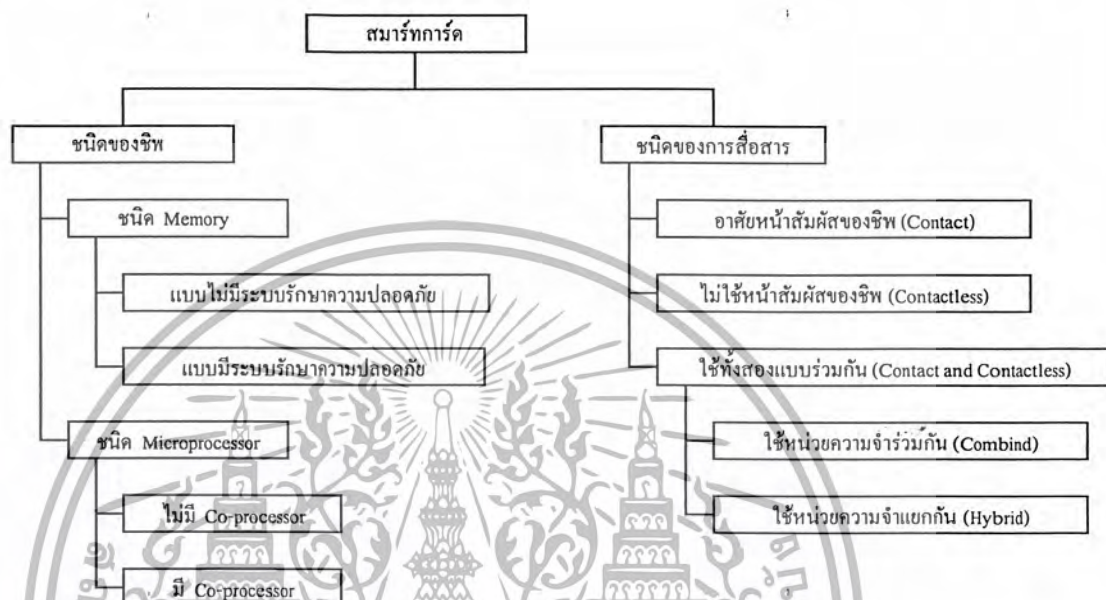 สมาร์ทการ์ด
ชนิดของชิพ
ชนิด Memory
แบบไม่มีระบบรักษาความปลอดภัย
แบบมีระบบรักษาความปลอดภัย
ชนิด Microprocessor
ไม่มี Co-processor
มี Co-processor
ชนิดของการสื่อสาร
อาศัยหน้าสัมผัสของชิพ (Contact)
ไม่ใช้หน้าสัมผัสของชิพ (Contactless)
ใช้ทั้งสองแบบร่วมกัน (Contact and Contactless)
ใช้หน่วยความจำร่วมกัน (Combind)
ใช้หน่วยความจำแยกกัน (Hybrid)